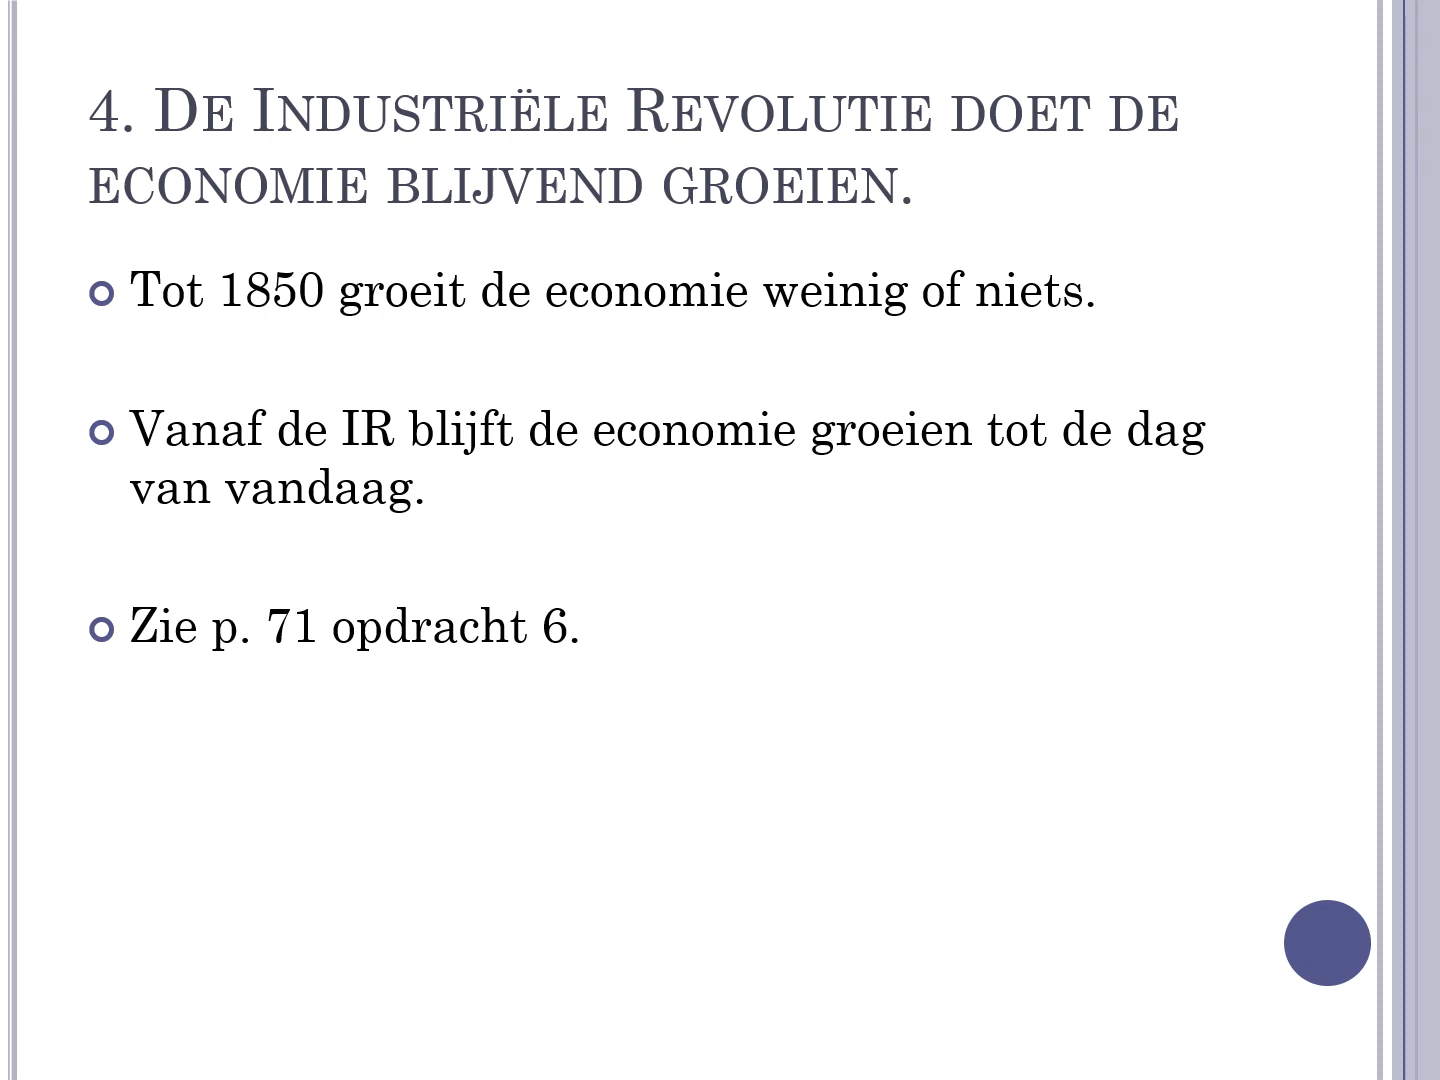 4. De Industriële Revolutie doet de
economie blijvend groeien.
Tot 1850 groeit de economie weinig of niets.
Vanaf de IR blijft de economie groeien tot de dag
van vandaag.
Zie p. 71 opdracht 6.